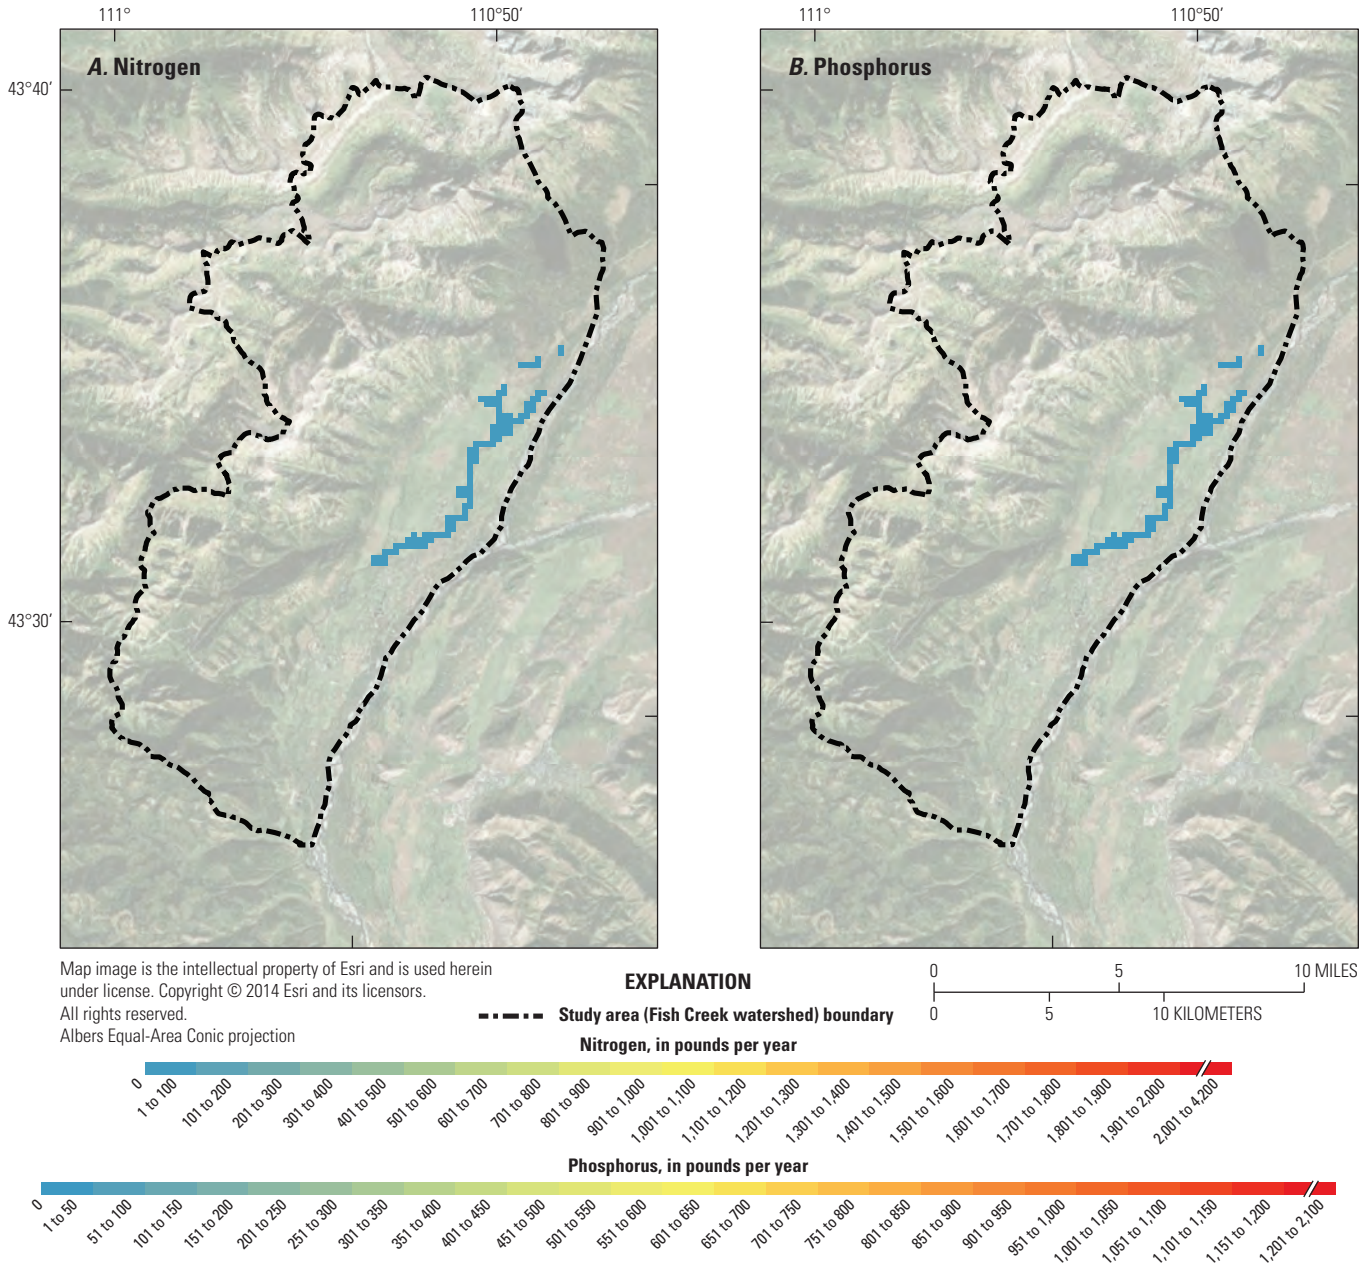 111°
110°50′
111°
110°50′
43°40′
A. Nitrogen
B. Phosphorus
43°30′
Map image is the intellectual property of Esri and is used herein
under license. Copyright © 2014 Esri and its licensors.
All rights reserved.
Albers Equal-Area Conic projection
EXPLANATION
Study area (Fish Creek watershed) boundary
0 5 10 MILES
0 5 10 KILOMETERS
Nitrogen, in pounds per year
0
1 to 100
101 to 200
201 to 300
301 to 400
401 to 500
501 to 600
601 to 700
701 to 800
801 to 900
901 to 1,000
1,001 to 1,100
1,101 to 1,200
1,201 to 1,300
1,301 to 1,400
1,401 to 1,500
1,501 to 1,600
1,601 to 1,700
1,701 to 1,800
1,801 to 1,900
1,901 to 2,000
2,001 to 4,200
Phosphorus, in pounds per year
0
1 to 50
51 to 100
101 to 150
151 to 200
201 to 250
251 to 300
301 to 350
351 to 400
401 to 450
451 to 500
501 to 550
551 to 600
601 to 650
651 to 700
701 to 750
751 to 800
801 to 850
851 to 900
901 to 950
951 to 1,000
1,001 to 1,050
1,051 to 1,100
1,101 to 1,150
1,151 to 1,200
1,201 to 2,100